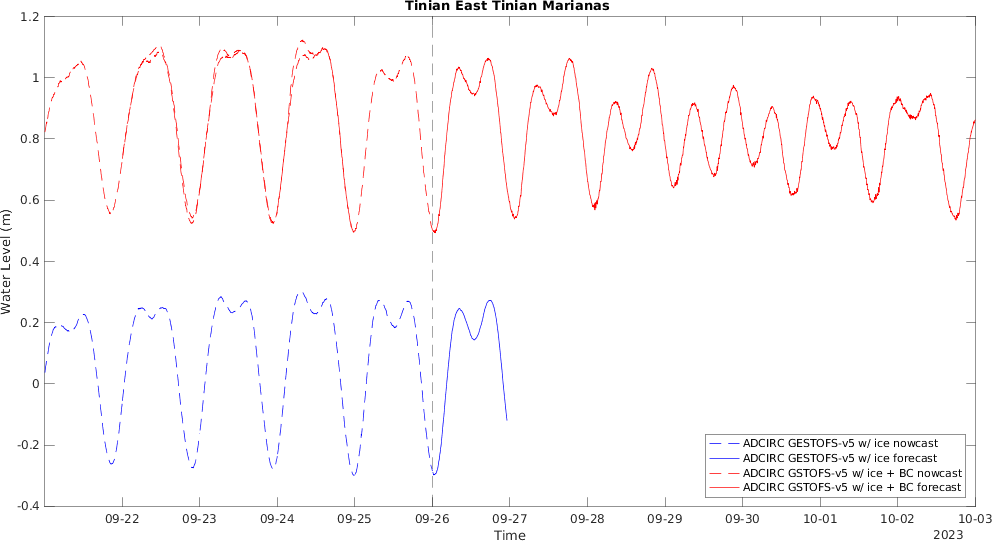 Tinian East Tinian Marianas
1.2
1
0.8
0.6
0.4
0.2
0
-0.2
-0.4
Water Level (m)
09-22 09-23 09-24 09-25 09-26 09-27 09-28 09-29 09-30 10-01 10-02 10-03
Time
2023
ADCIRC GESTOFS-v5 w/ ice nowcast
ADCIRC GESTOFS-v5 w/ ice forecast
ADCIRC GSTOFS-v5 w/ ice + BC nowcast
ADCIRC GSTOFS-v5 w/ ice + BC forecast